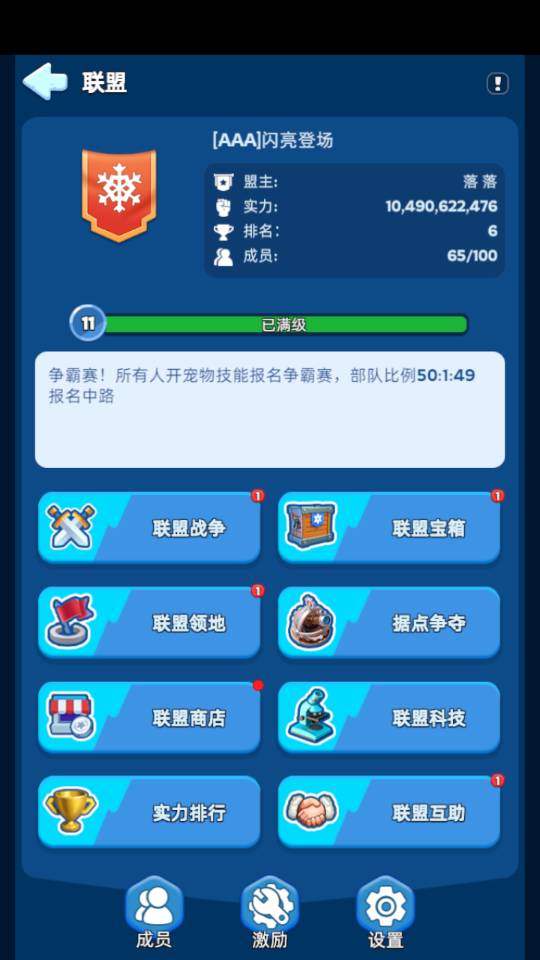 联盟
[AAA]闪亮登场
盟主: 落 落
实力: 10,490,622,476
排名: 6
成员: 65/100
11 已满级
争霸赛！所有人开宠物技能报名争霸赛，部队比例50:1:49
报名中路
联盟战争 1
联盟宝箱 1
联盟领地 1
据点争夺
联盟商店
联盟科技
实力排行
联盟互助 1
成员
激励
设置